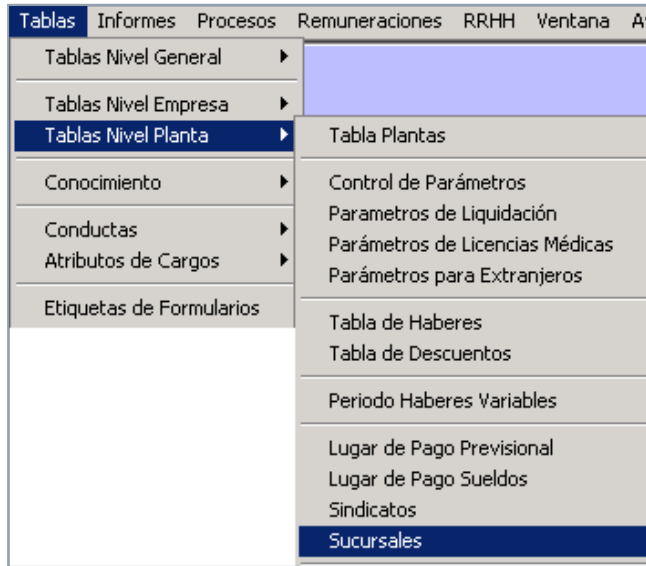 Tablas Informes Procesos Remuneraciones RRHH Ventana
Tablas Nivel General
Tablas Nivel Empresa
Tablas Nivel Planta
Conocimiento
Conductas
Atributos de Cargos
Etiquetas de Formularios
Tabla Plantas
Control de Parámetros
Parametros de Liquidación
Parámetros de Licencias Médicas
Parámetros para Extranjeros
Tabla de Haberes
Tabla de Descuentos
Periodo Haberes Variables
Lugar de Pago Previsional
Lugar de Pago Sueldos
Sindicatos
Sucursales